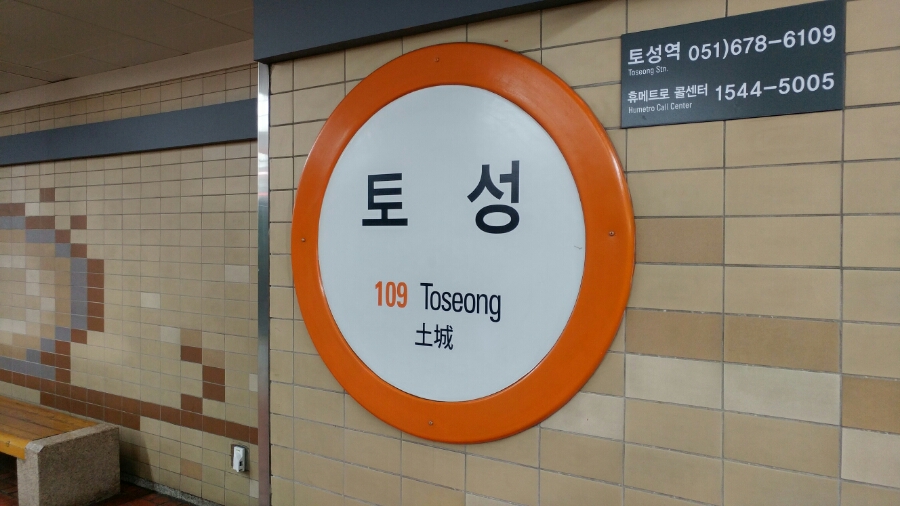 토성
109 Toseong
土城
토성역 051)678-6109
Toseong Stn.
휴메트로 콜센터 1544-5005
Humetro Call Center